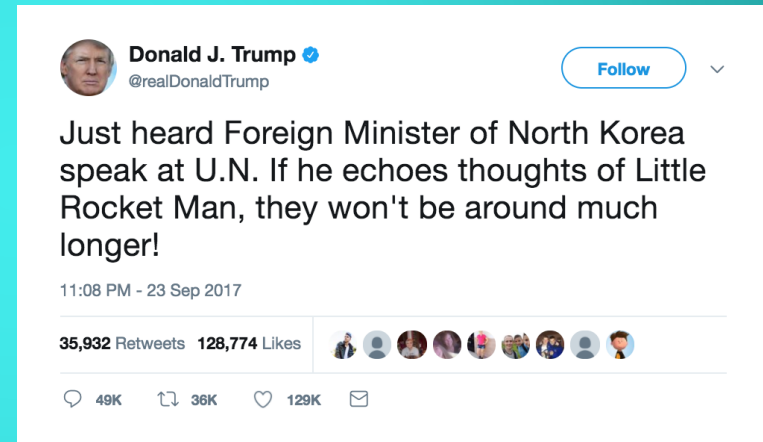 Donald J. Trump
@realDonaldTrump
Follow
Just heard Foreign Minister of North Korea
speak at U.N. If he echoes thoughts of Little
Rocket Man, they won't be around much
longer!
11:08 PM - 23 Sep 2017
35,932 Retweets 128,774 Likes
49K 36K 129K